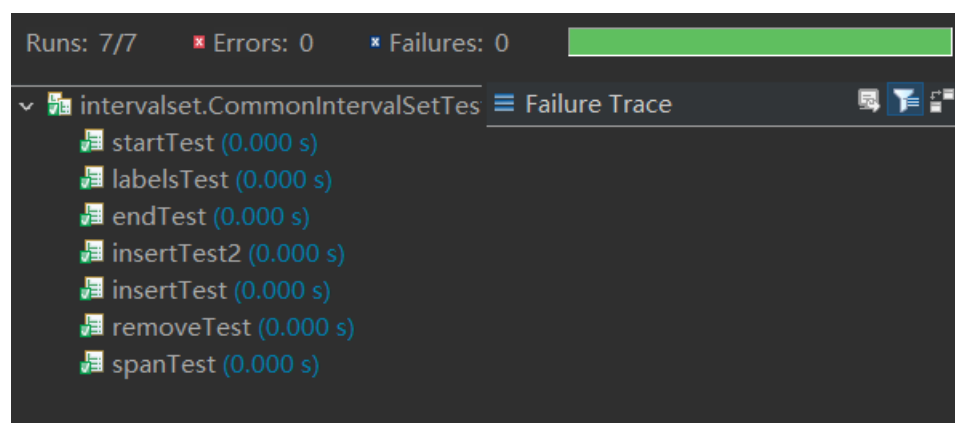 Runs: 7/7 Errors: 0 Failures: 0
intervalset.CommonIntervalSetTes
Failure Trace
startTest (0.000 s)
labelsTest (0.000 s)
endTest (0.000 s)
insertTest2 (0.000 s)
insertTest (0.000 s)
removeTest (0.000 s)
spanTest (0.000 s)